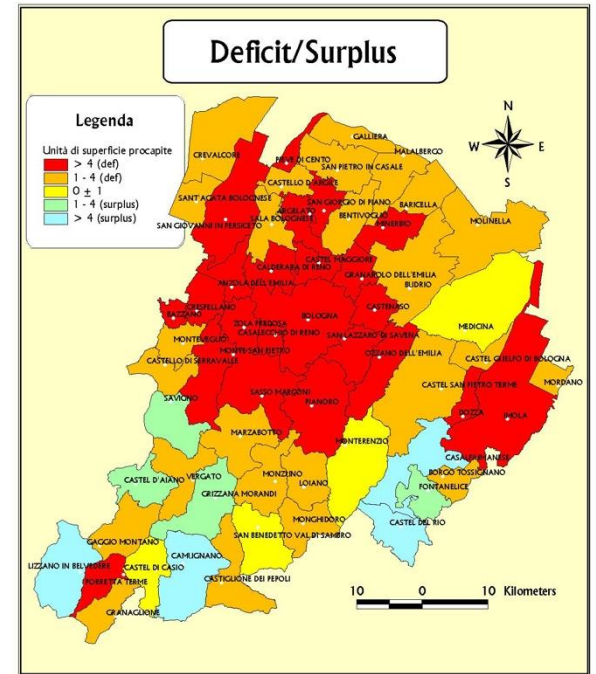 Deficit/Surplus
Legenda
Unità di superficie procapite
> 4 (def)
1 - 4 (def)
0 ± 1
1 - 4 (surplus)
> 4 (surplus)
N
W
E
S
GALLIERA
CREVALCORE
PIEVE DI CENTO
MALALBERGO
SAN PIETRO IN CASALE
CASTELLO D'ARGILE
SANT'AGATA BOLOGNESE
SAN GIORGIO DI PIANO
BARICELLA
ARGELATO
BENTIVOGLIO
SALA BOLOGNESE
MOLINELLA
SAN GIOVANNI IN PERSICETO
MINERBIO
CASTEL MAGGIORE
CALDERARA DI RENO
GRANAROLO DELL'EMILIA
ANZOLA DELL'EMILIA
BUDRIO
CRESPELLANO
CASTENASO
BAZZANO
BOLOGNA
ZOLA PREDOSA
MEDICINA
CASALECCHIO DI RENO
SAN LAZZARO DI SAVENA
MONTEVEGLIO
MONTE SAN PIETRO
OZZANO DELL'EMILIA
CASTELLO DI SERRAVALLE
CASTEL GUELFO DI BOLOGNA
MORDANO
CASTEL SAN PIETRO TERME
SASSO MARCONI
SAVIGNO
PIANORO
DOZZA
IMOLA
MARZABOTTO
MONTERENZIO
CASALFIUMANESE
VERGATO
MONZUNO
BORGO TOSSIGNANO
CASTEL D'AIANO
LOIANO
FONTANELICE
GRIZZANA MORANDI
MONGHIDORO
CASTEL DEL RIO
SAN BENEDETTO VAL DI SAMBRO
GAGGIO MONTANO
CAMUGNANO
LIZZANO IN BELVEDERE
CASTEL DI CASIO
PORRETTA TERME
CASTIGLIONE DEI PEPOLI
GRANAGLIONE
10 0 10 Kilometers